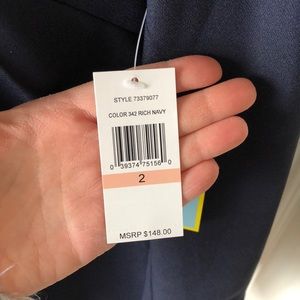 STYLE 73379077
COLOR 342 RICH NAVY
0 39374 75156 0
2
MSRP $148.00